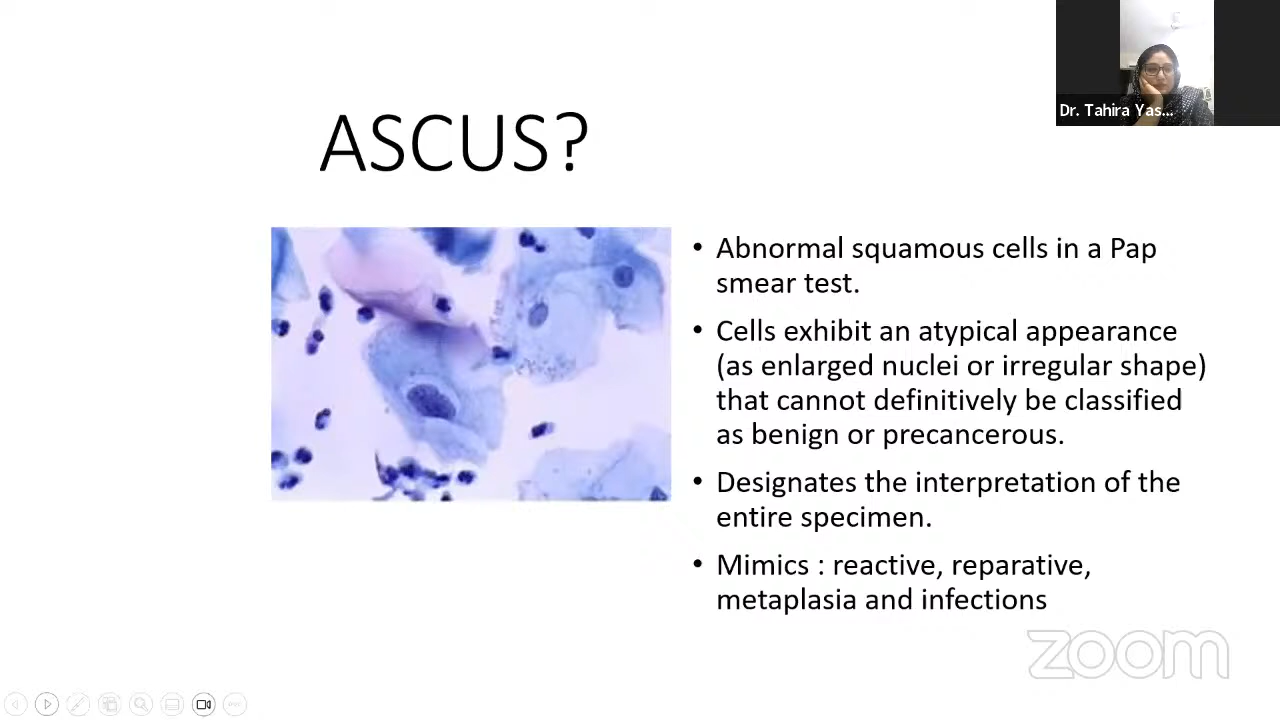 Dr. Tahira Yas...
ASCUS?
• Abnormal squamous cells in a Pap
smear test.
• Cells exhibit an atypical appearance
(as enlarged nuclei or irregular shape)
that cannot definitively be classified
as benign or precancerous.
• Designates the interpretation of the
entire specimen.
• Mimics : reactive, reparative,
metaplasia and infections
zoom